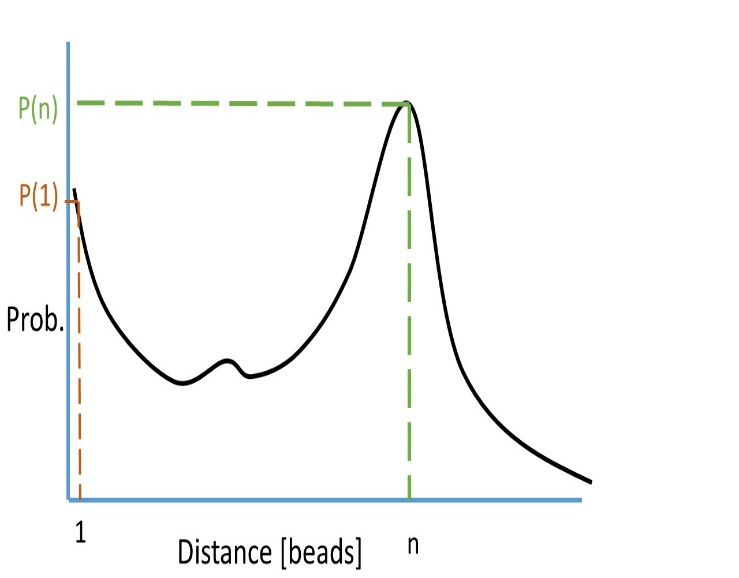 P(n)
P(1)
Prob.
1
Distance [beads]
n